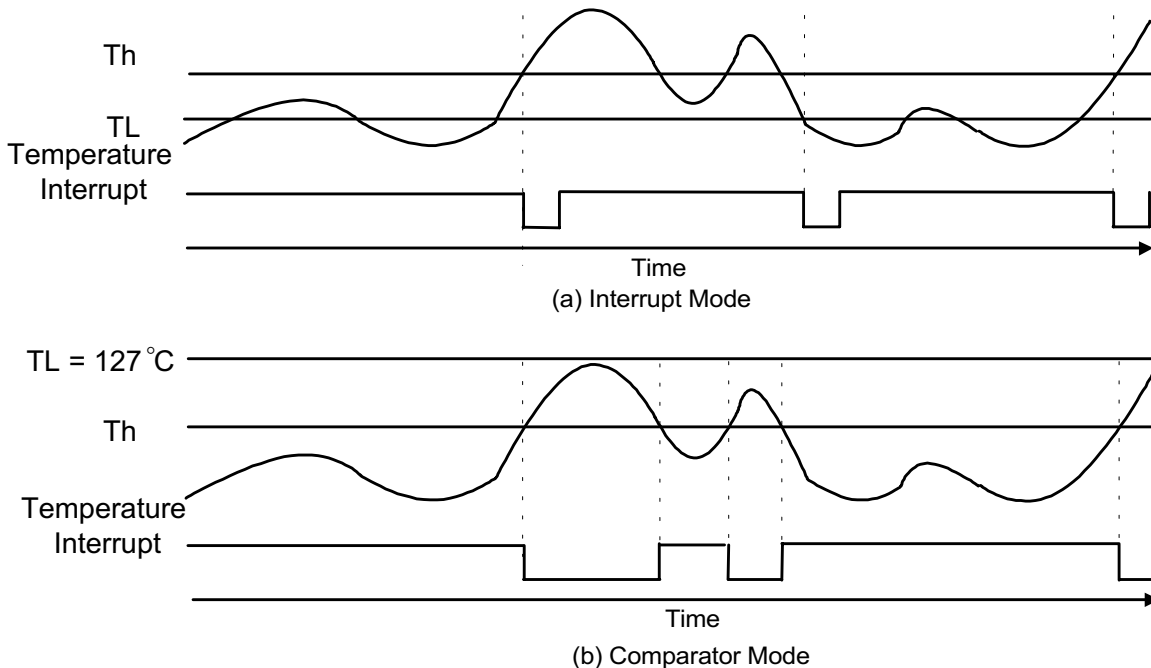 Th
TL
Temperature
Interrupt
Time
(a) Interrupt Mode
TL = 127 °C
Th
Temperature
Interrupt
Time
(b) Comparator Mode